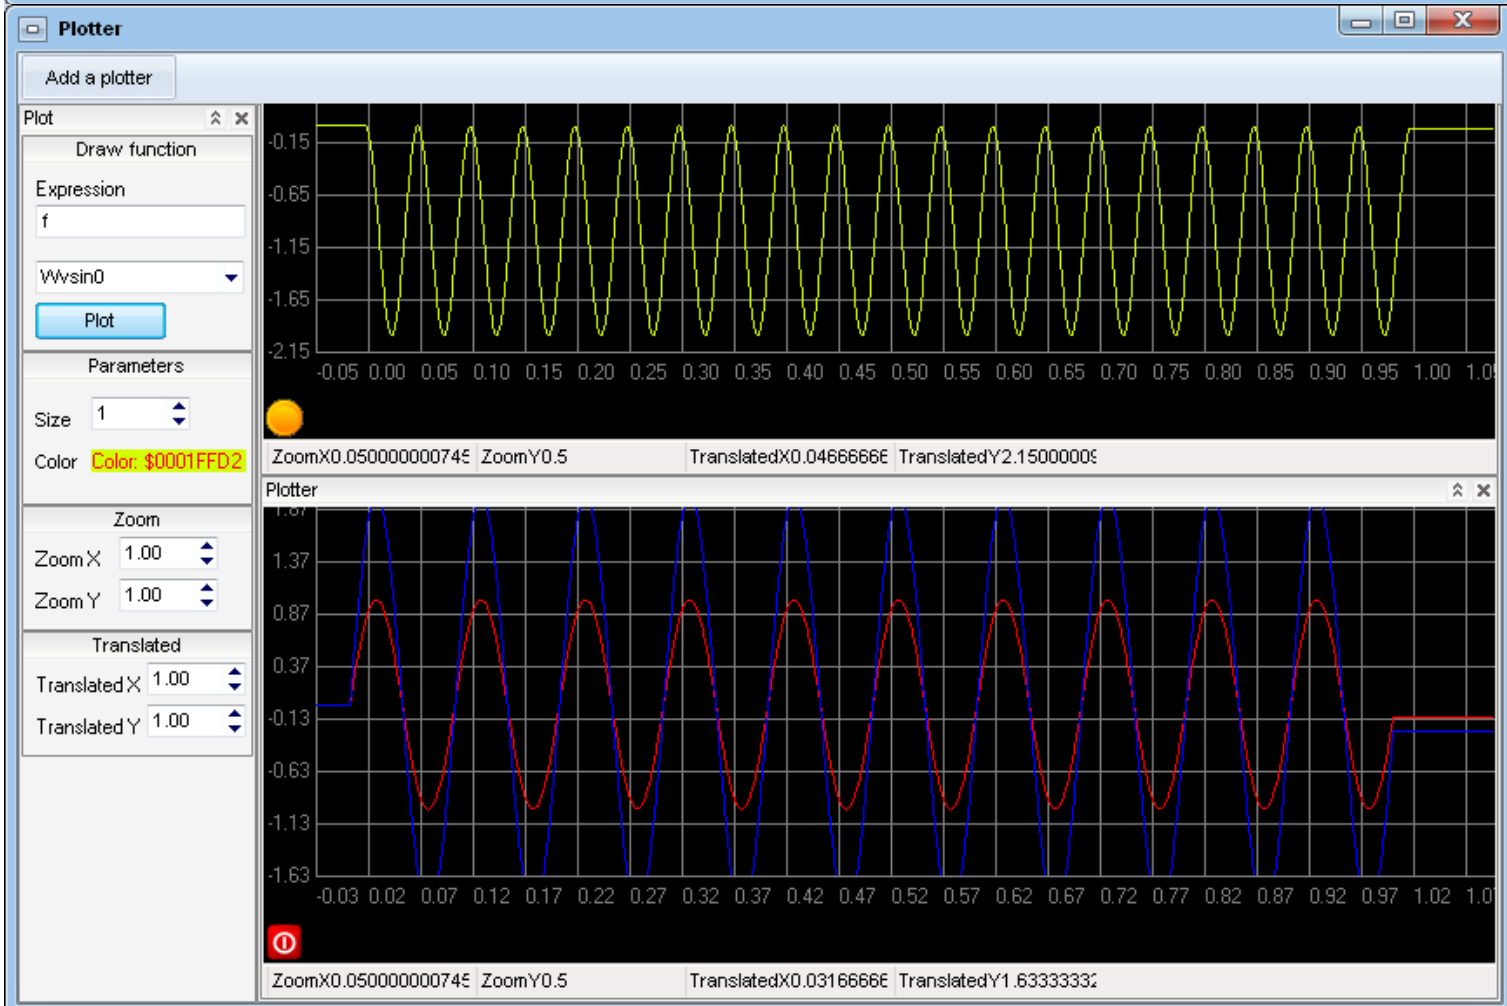 Plotter
Add a plotter
Plot
Draw function
Expression
f
Wvsin0
Plot
Parameters
Size 1
Color Color: $0001FFD2
Zoom
Zoom X 1.00
Zoom Y 1.00
Translated
Translated X 1.00
Translated Y 1.00
-0.15
-0.65
-1.15
-1.65
-2.15
-0.05 0.00 0.05 0.10 0.15 0.20 0.25 0.30 0.35 0.40 0.45 0.50 0.55 0.60 0.65 0.70 0.75 0.80 0.85 0.90 0.95 1.00 1.0
ZoomX0.050000000745 ZoomY0.5 TranslatedX0.0466666 TranslatedY2.1500000
Plotter
1.87
1.37
0.87
0.37
-0.13
-0.63
-1.13
-1.63
-0.03 0.02 0.07 0.12 0.17 0.22 0.27 0.32 0.37 0.42 0.47 0.52 0.57 0.62 0.67 0.72 0.77 0.82 0.87 0.92 0.97 1.02 1.0
ZoomX0.050000000745 ZoomY0.5 TranslatedX0.0316666 TranslatedY1.6333333